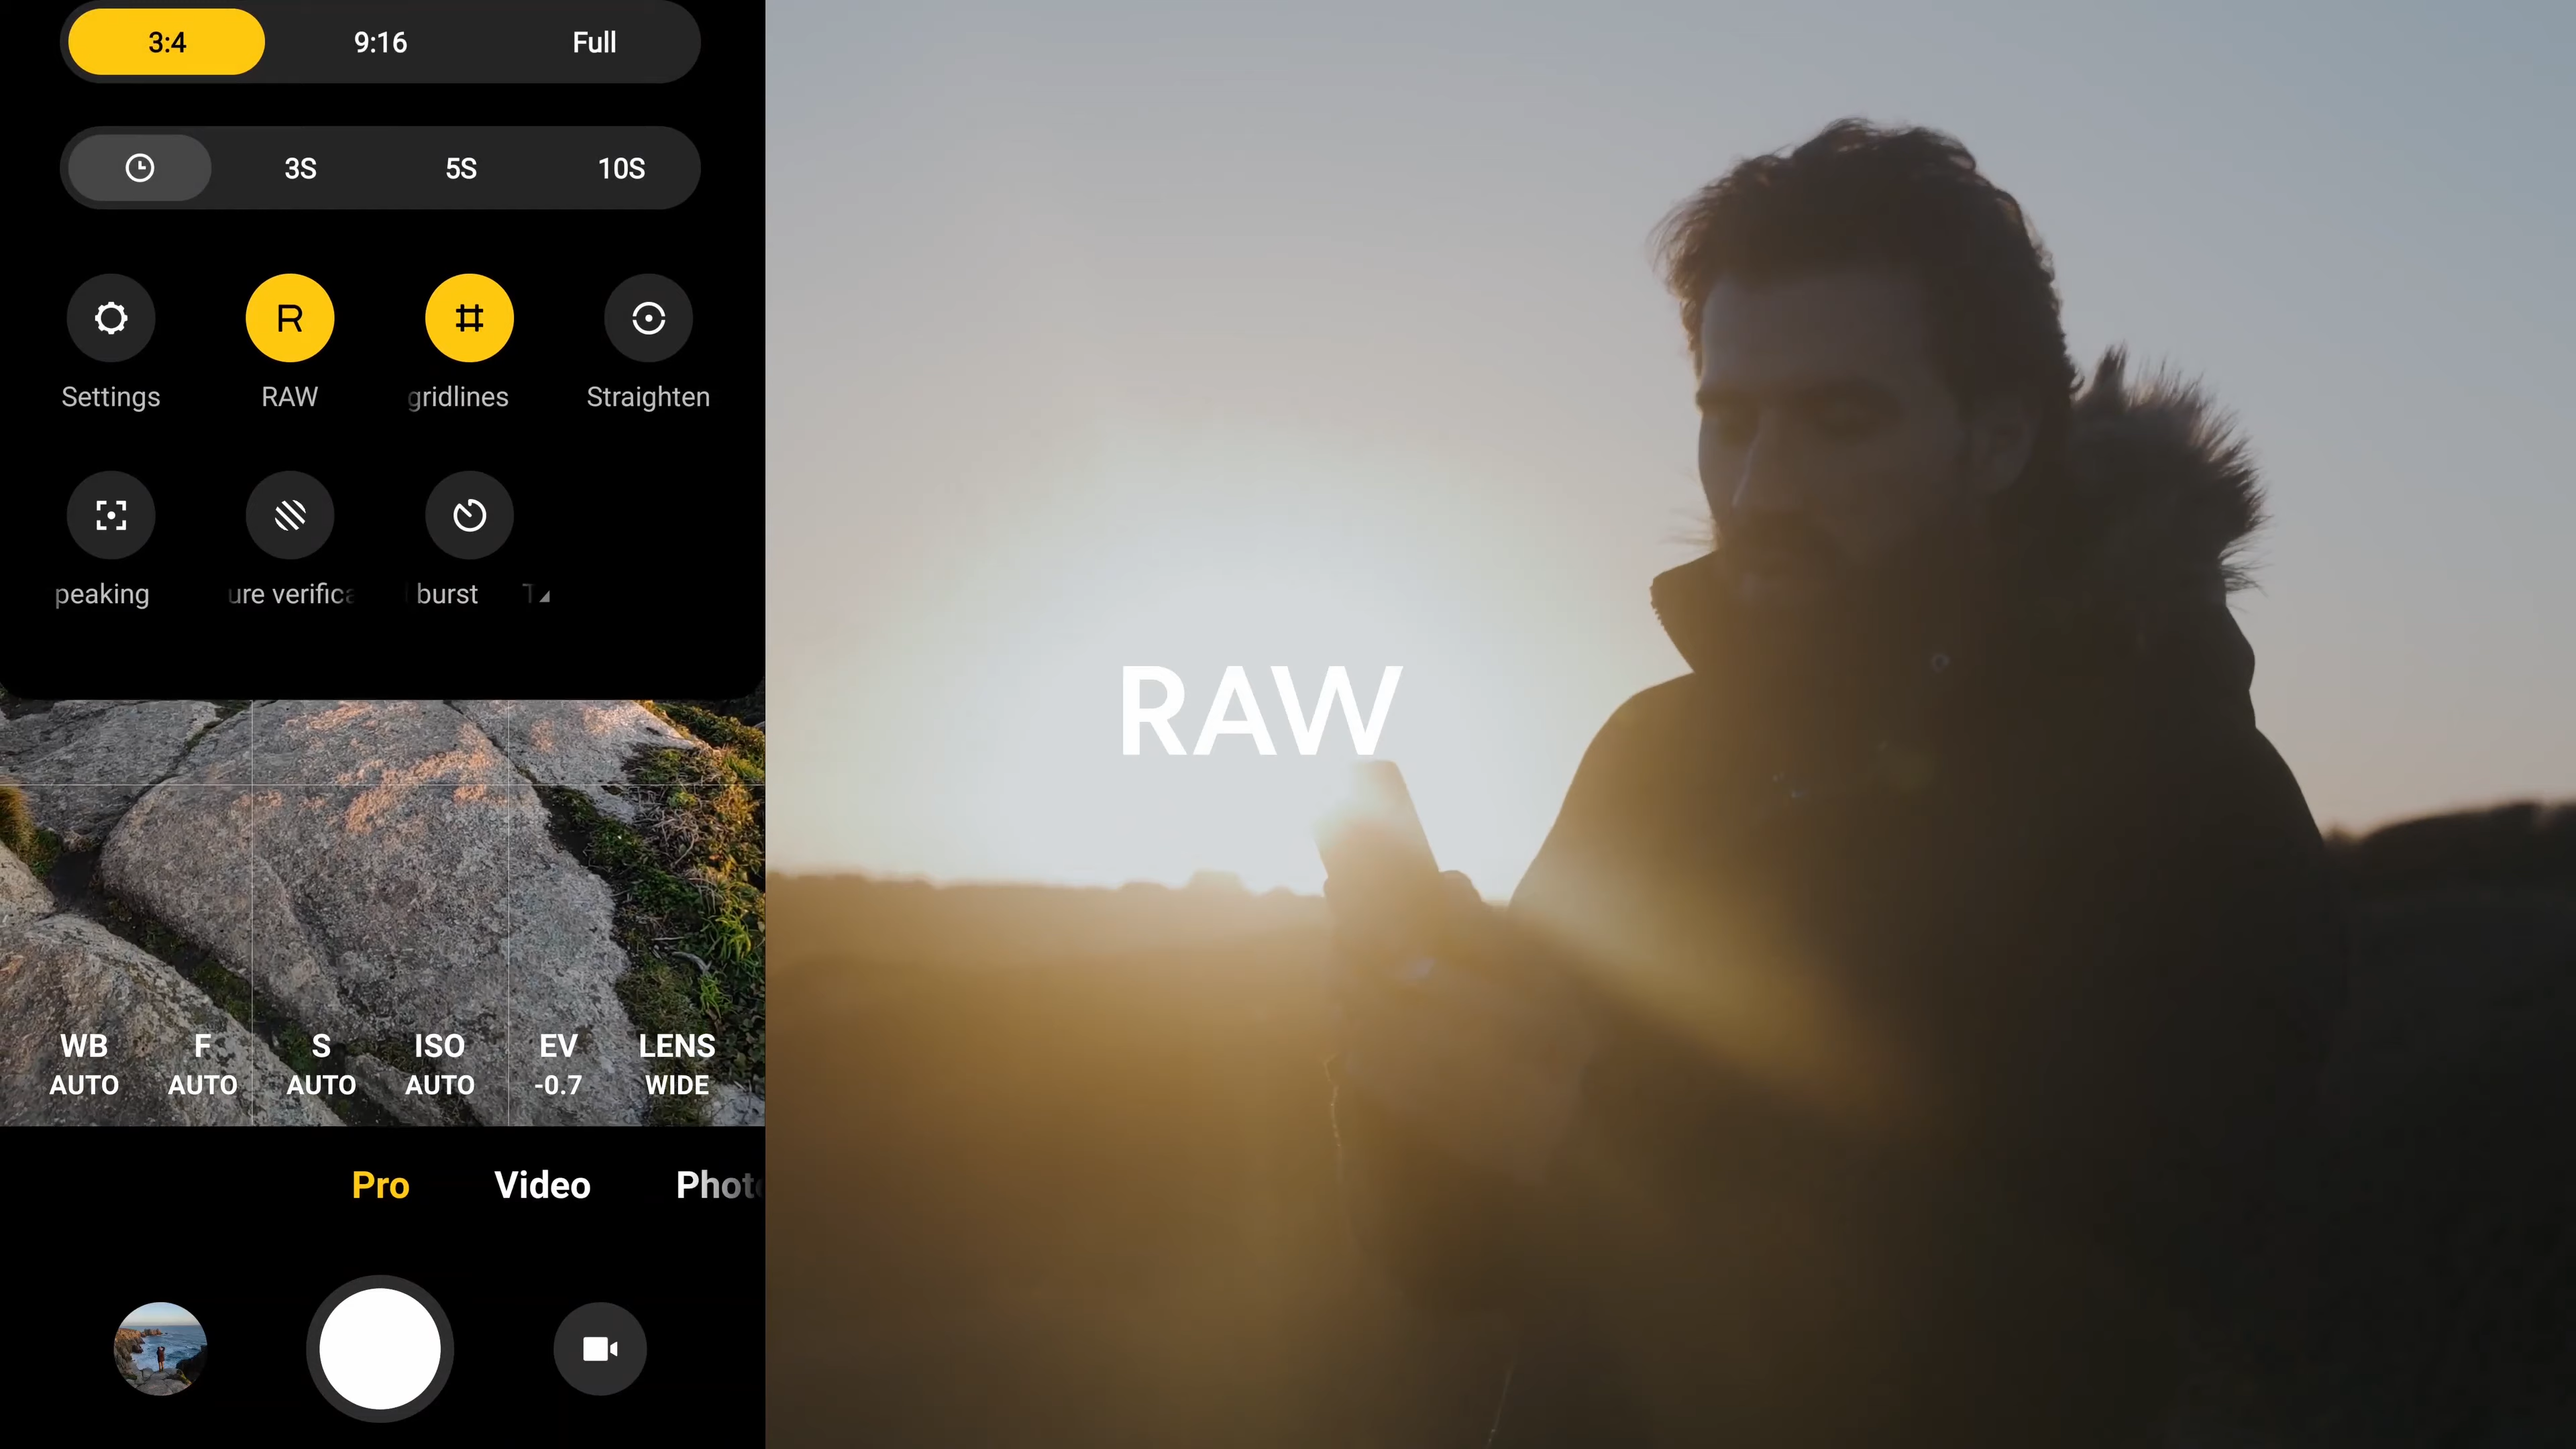 3:4 9:16 Full
3S 5S 10S
R
Settings RAW gridlines Straighten
peaking ure verifica burst
RAW
WB F S ISO EV LENS
AUTO AUTO AUTO AUTO -0.7 WIDE
Pro Video Photo